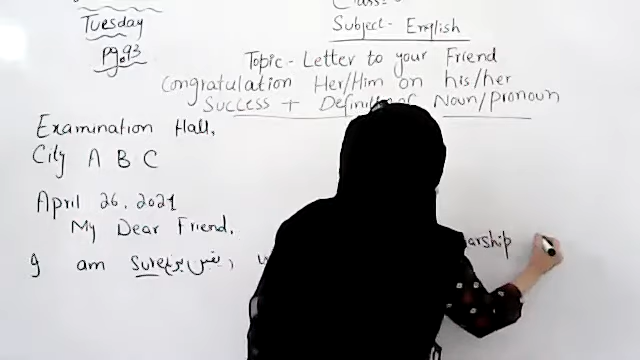 Tuesday
Pg.93
Class:
Subject- English
Topic- Letter to your Friend
Congratulation Her/Him on his/her
Success + Definition of Noun/pronoun
Examination Hall,
City A B C
April 26, 2021
My Dear Friend,
arship
I am Sure